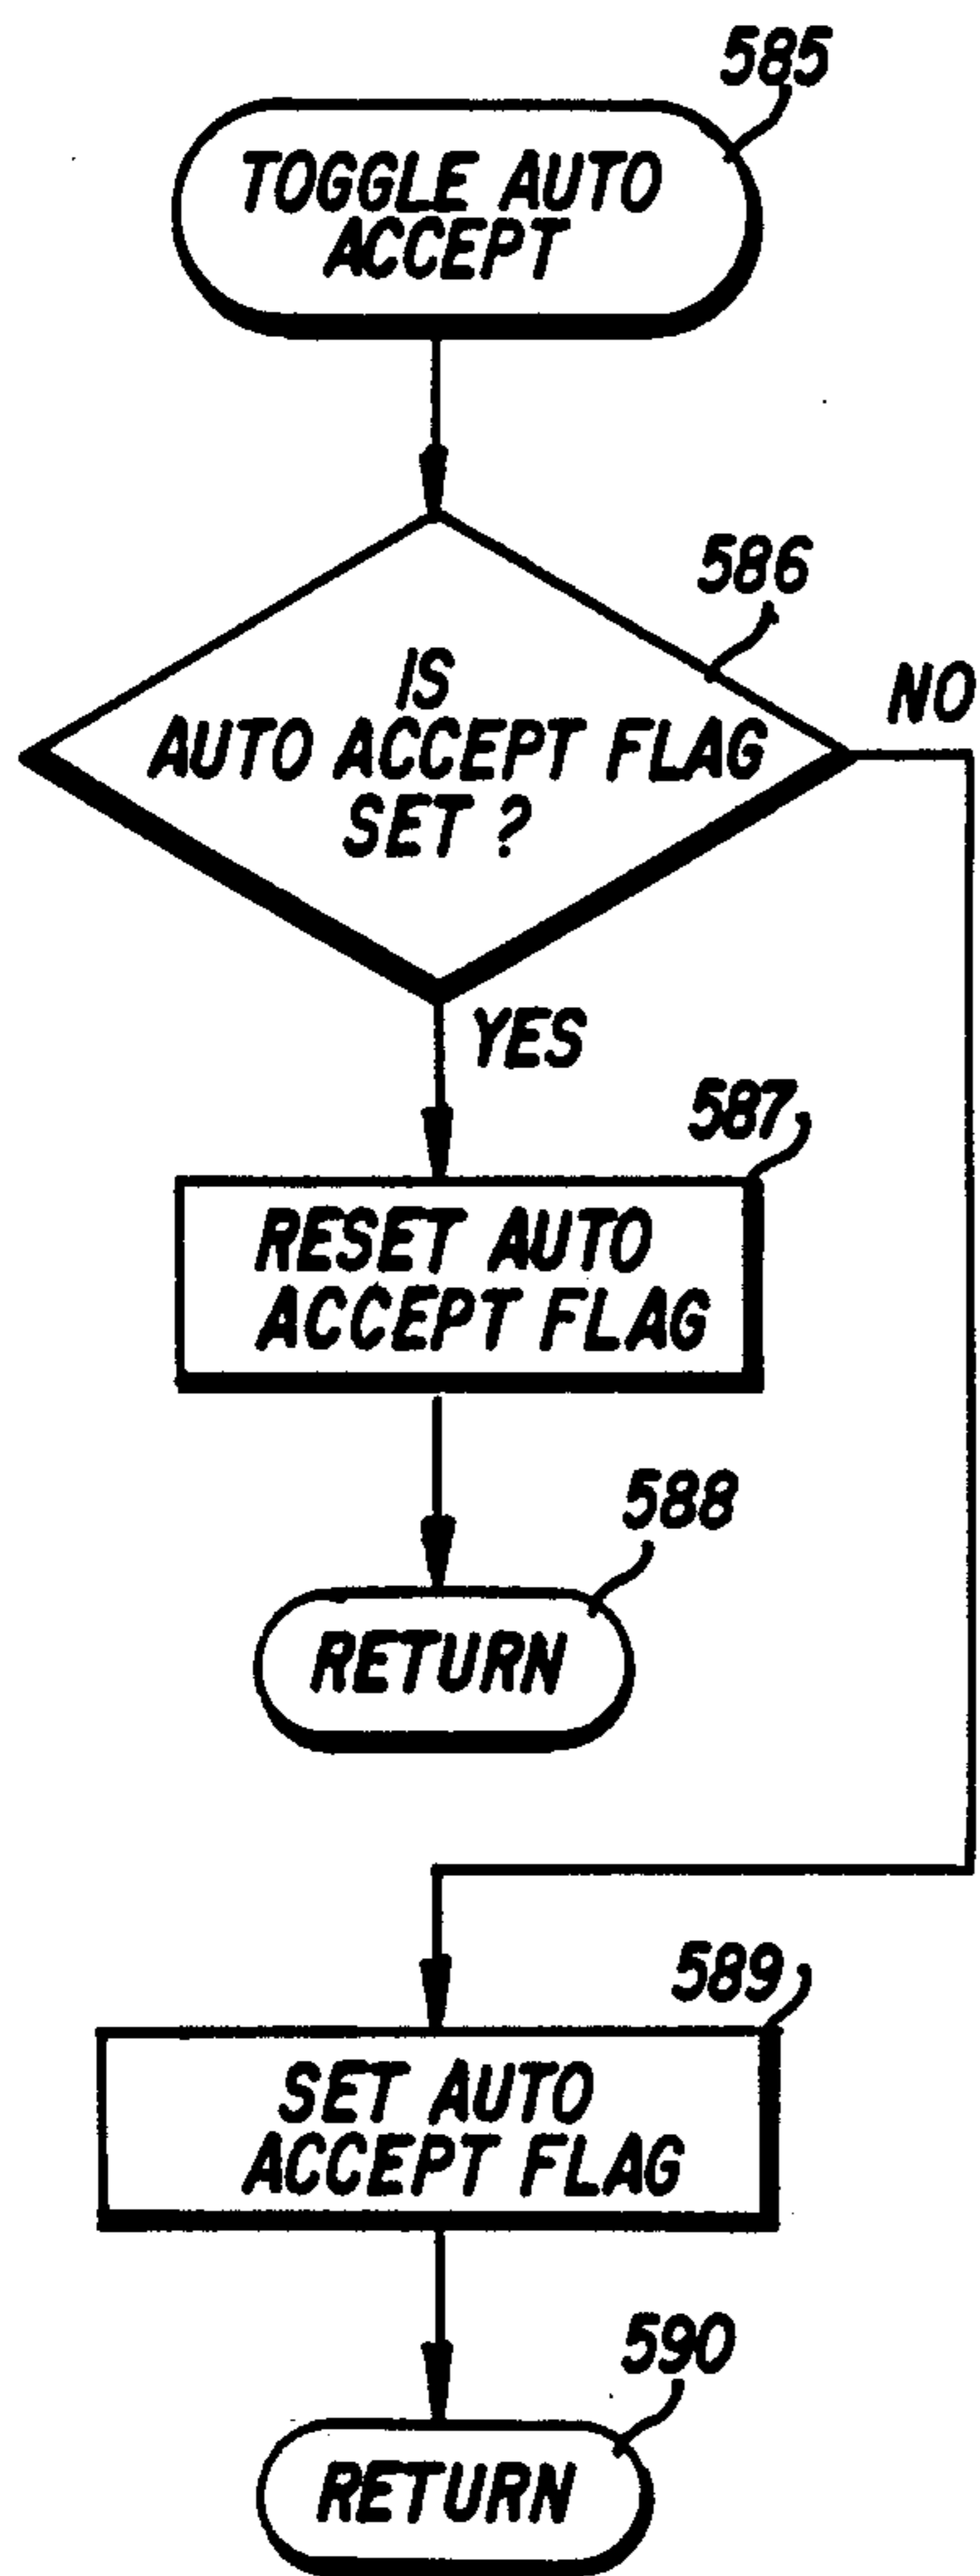 585
TOGGLE AUTO
ACCEPT
586
IS
AUTO ACCEPT FLAG
SET ?
NO
YES
587
RESET AUTO
ACCEPT FLAG
588
RETURN
589
SET AUTO
ACCEPT FLAG
590
RETURN